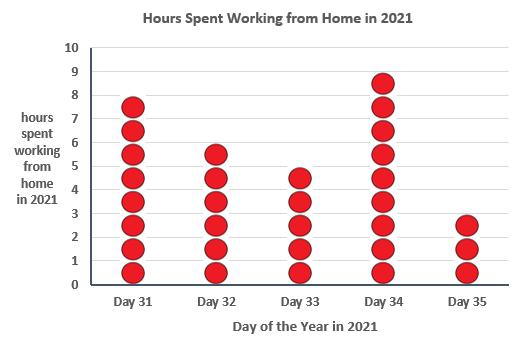 Hours Spent Working from Home in 2021
10
9
8
7
6
5
4
3
2
1
0
hours
spent
working
from
home
in 2021
Day 31 Day 32 Day 33 Day 34 Day 35
Day of the Year in 2021